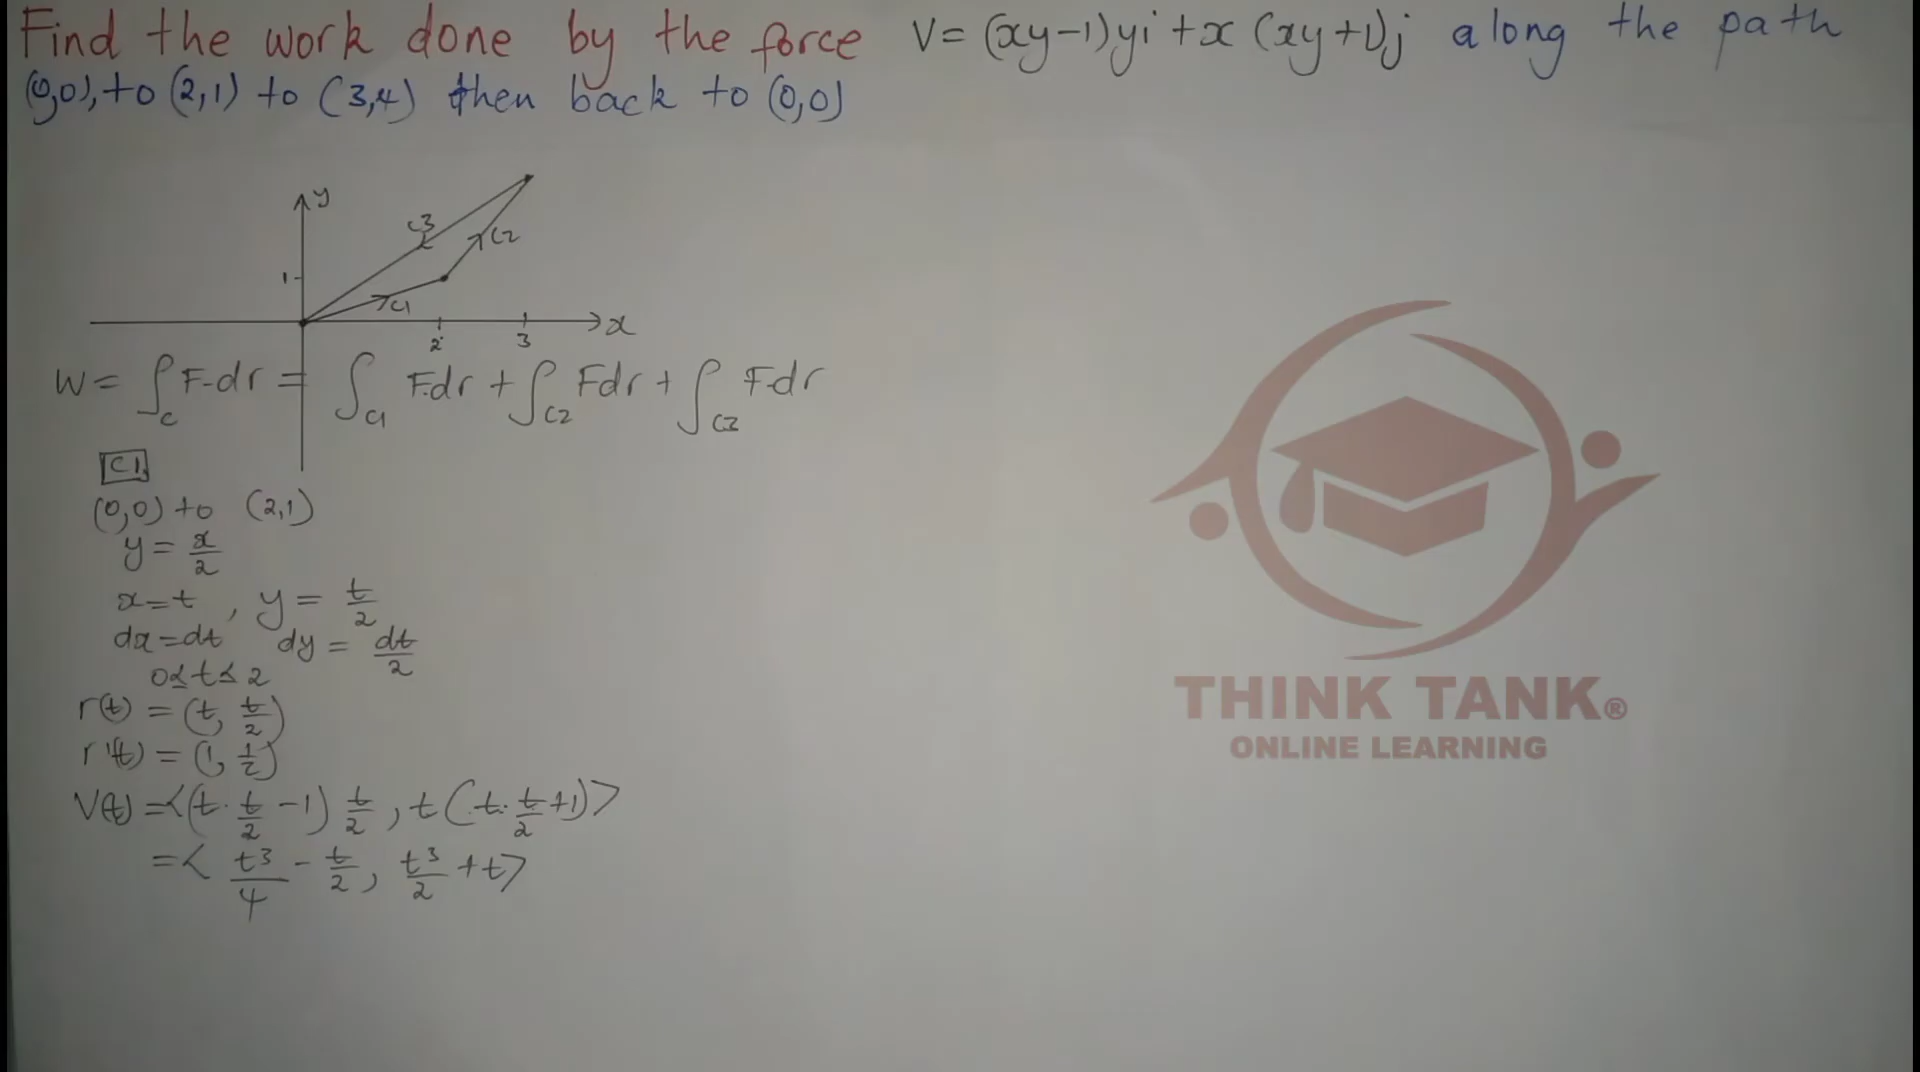 Find the work done by the force V= (xy-1)yi +x (xy+1)j along the path
(0,0), to (2,1) to (3,4) then back to (0,0)
y
C3
C2
1
C1
x
2
3
W = ∫c F-dr = ∫C1 F.dr + ∫C2 Fdr + ∫C3 F-dr
C1
(0,0) to (2,1)
y = x/2
x=t , y = t/2
dx=dt dy = dt/2
0≤t≤2
r(t) = (t, t/2)
r'(t) = (1, 1/2)
V(t) =<(t. t/2 -1) t/2 , t (t. t/2 +1)>
=< t³/4 - t/2 , t³/2 +t>
THINK TANK®
ONLINE LEARNING